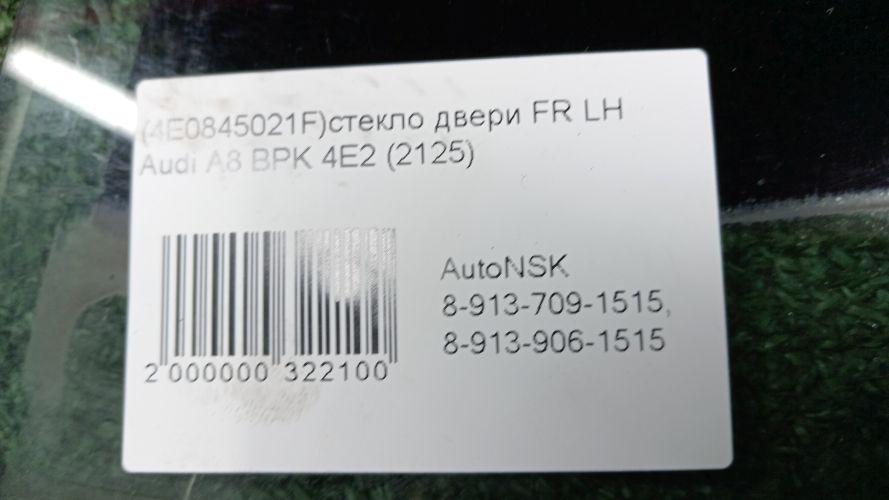 (4E0845021F)стекло двери FR LH
Audi A8 BPK 4E2 (2125)
AutoNSK
8-913-709-1515,
8-913-906-1515
2 000000 322100